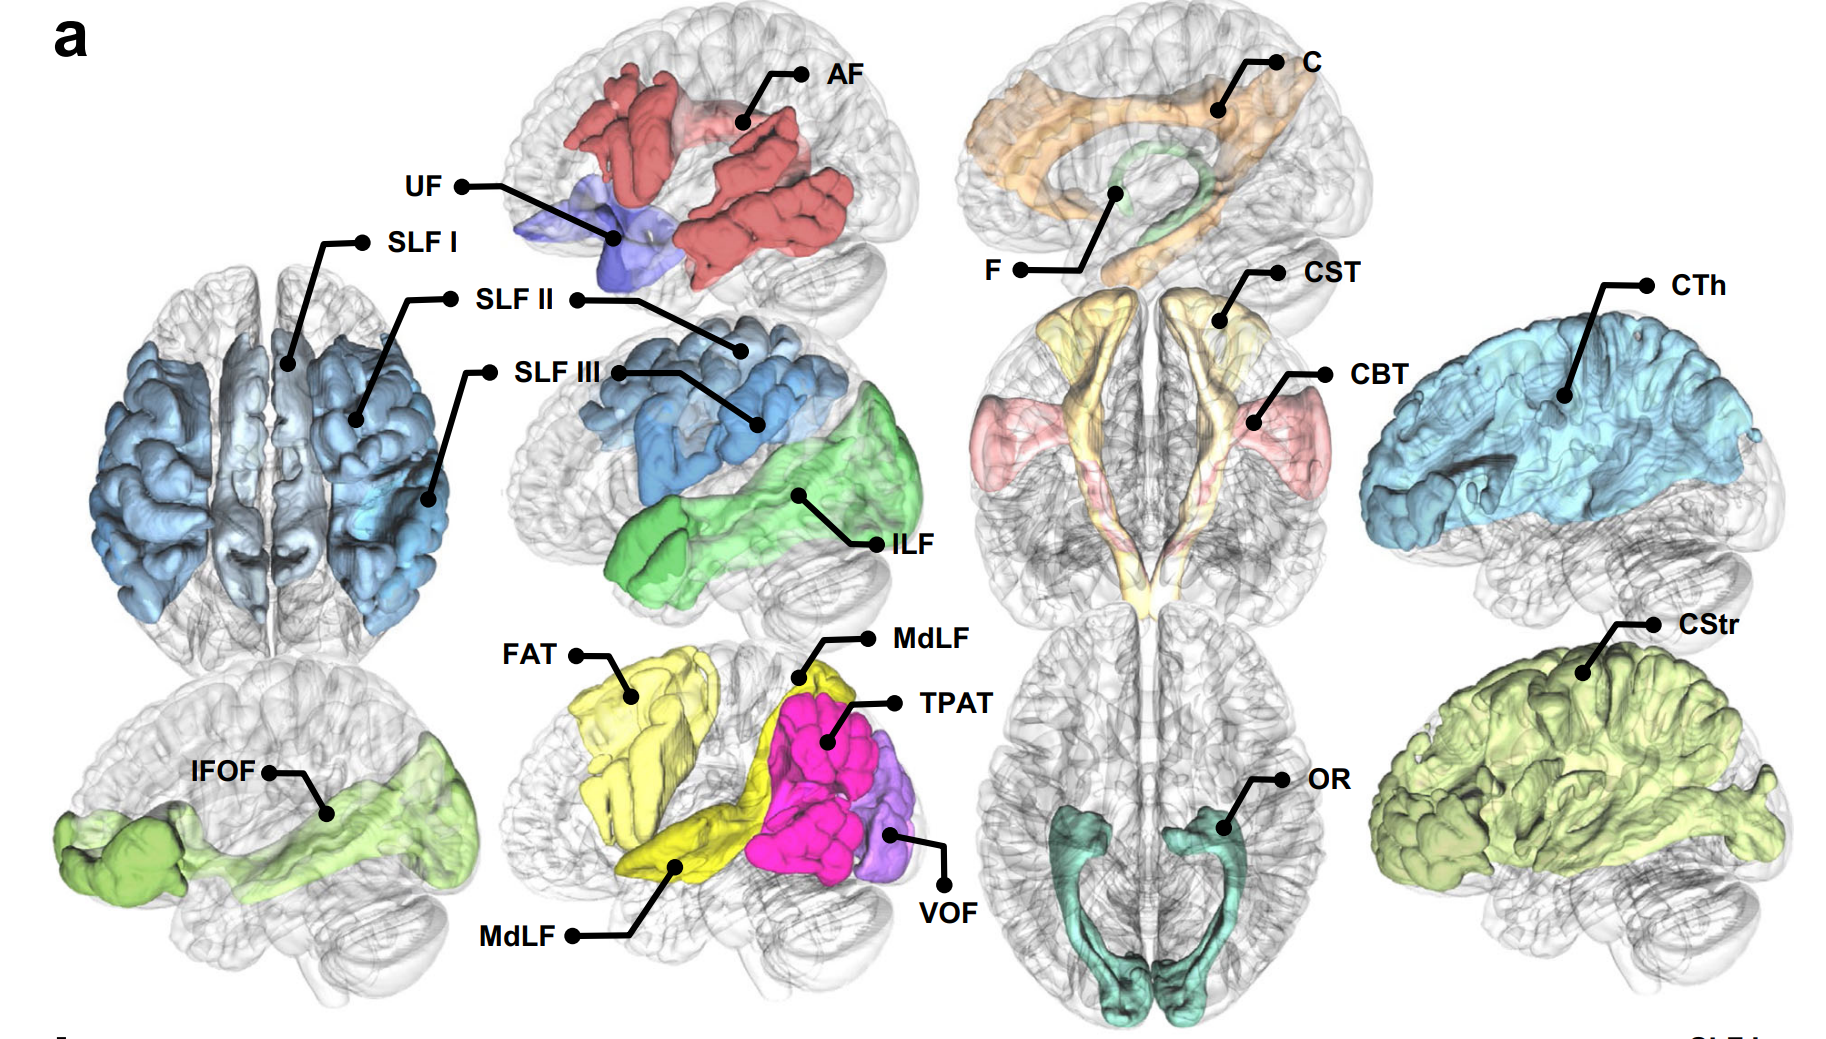 a
AF
C
UF
SLF I
F
CST
SLF II
CTh
SLF III
CBT
ILF
CStr
MdLF
FAT
TPAT
IFOF
OR
VOF
MdLF